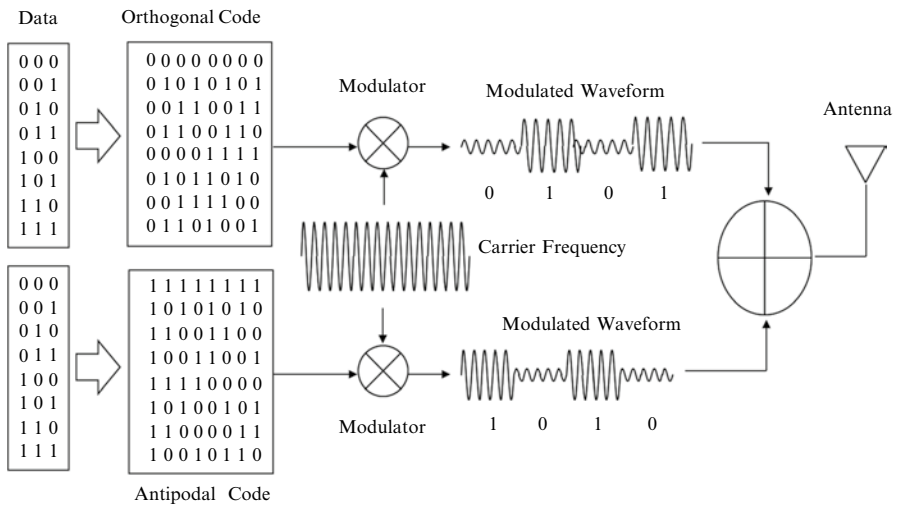 Data
Orthogonal Code
0 0 0
0 0 1
0 1 0
0 1 1
1 0 0
1 0 1
1 1 0
1 1 1
0 0 0 0 0 0 0 0
0 1 0 1 0 1 0 1
0 0 1 1 0 0 1 1
0 1 1 0 0 1 1 0
0 0 0 0 1 1 1 1
0 1 0 1 1 0 1 0
0 0 1 1 1 1 0 0
0 1 1 0 1 0 0 1
Modulator
Modulated Waveform
0 1 0 1
Antenna
Carrier Frequency
0 0 0
0 0 1
0 1 0
0 1 1
1 0 0
1 0 1
1 1 0
1 1 1
1 1 1 1 1 1 1 1
1 0 1 0 1 0 1 0
1 1 0 0 1 1 0 0
1 0 0 1 1 0 0 1
1 1 1 1 0 0 0 0
1 0 1 0 0 1 0 1
1 1 0 0 0 0 1 1
1 0 0 1 0 1 1 0
Modulated Waveform
1 0 1 0
Modulator
Antipodal Code